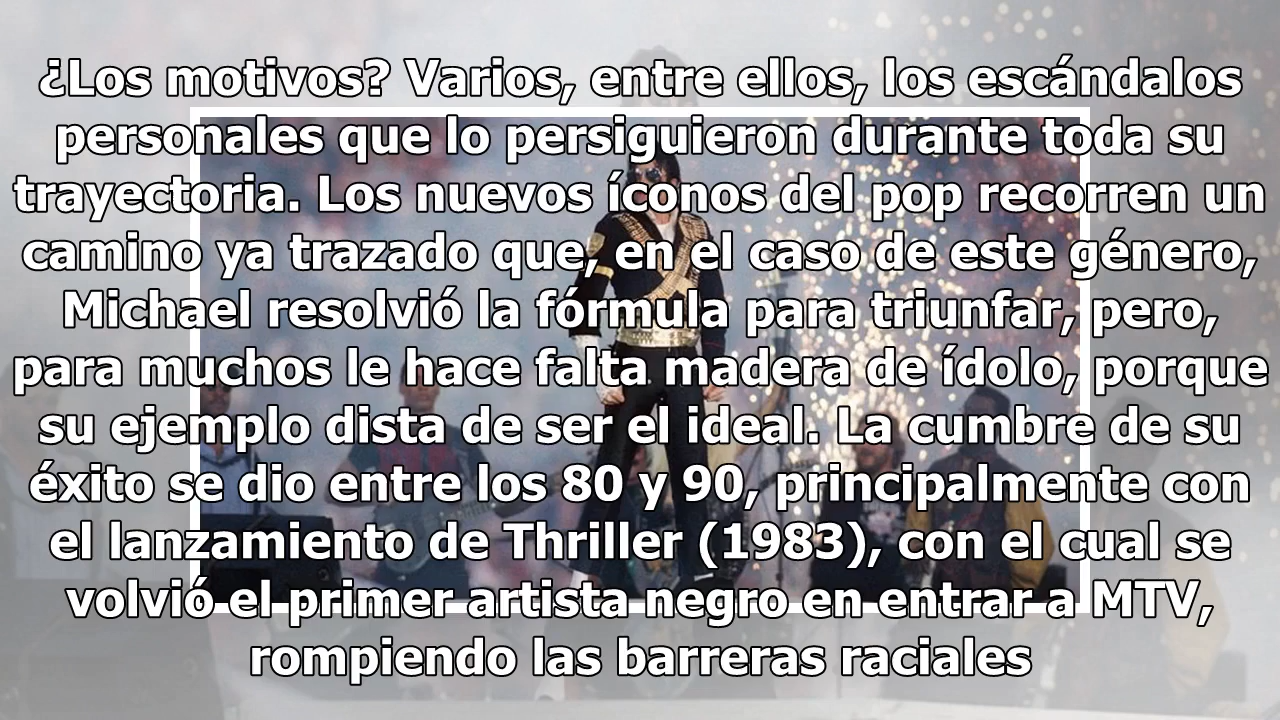 ¿Los motivos? Varios, entre ellos, los escándalos
personales que lo persiguieron durante toda su
trayectoria. Los nuevos íconos del pop recorren un
camino ya trazado que, en el caso de este género,
Michael resolvió la fórmula para triunfar, pero,
para muchos le hace falta madera de ídolo, porque
su ejemplo dista de ser el ideal. La cumbre de su
éxito se dio entre los 80 y 90, principalmente con
el lanzamiento de Thriller (1983), con el cual se
volvió el primer artista negro en entrar a MTV,
rompiendo las barreras raciales